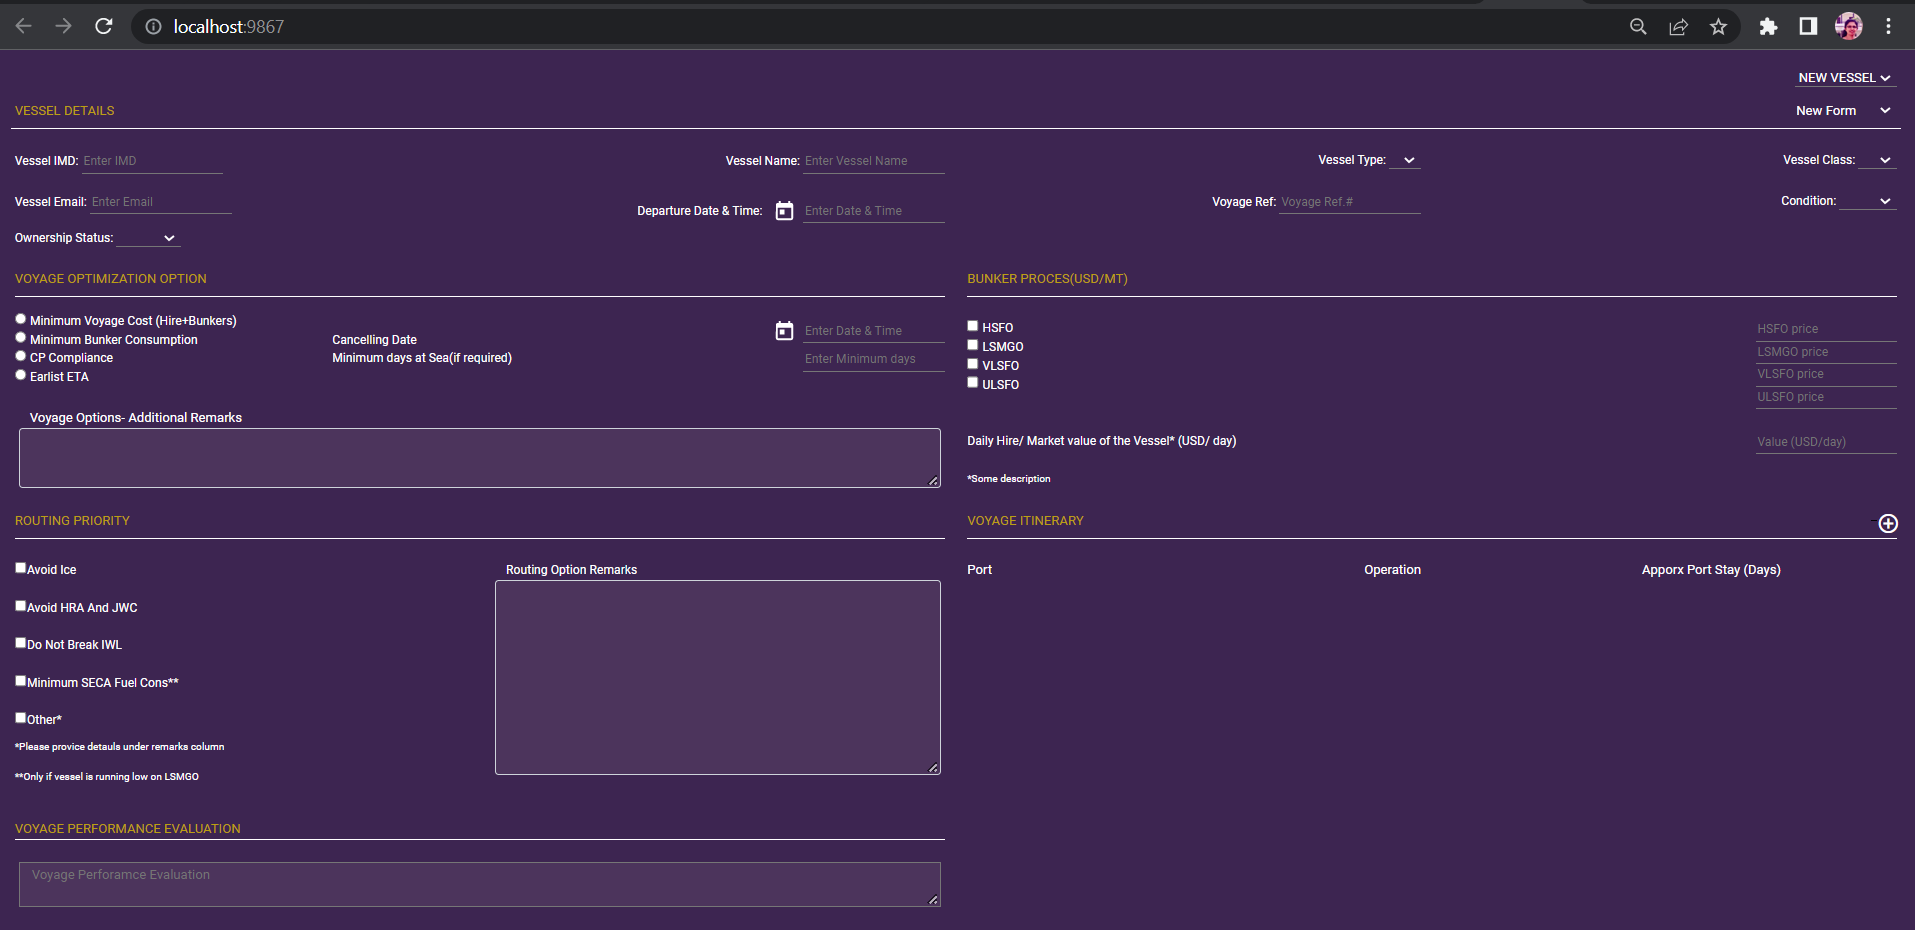 localhost:9867
NEW VESSEL
VESSEL DETAILS
New Form
Vessel IMD: Enter IMD
Vessel Name: Enter Vessel Name
Vessel Type:
Vessel Class:
Vessel Email: Enter Email
Departure Date & Time: Enter Date & Time
Voyage Ref: Voyage Ref.#
Condition:
Ownership Status:
VOYAGE OPTIMIZATION OPTION
Minimum Voyage Cost (Hire+Bunkers)
Minimum Bunker Consumption
CP Compliance
Earlist ETA
Cancelling Date
Enter Date & Time
Minimum days at Sea(if required)
Enter Minimum days
Voyage Options- Additional Remarks
BUNKER PROCES(USD/MT)
HSFO
HSFO price
LSMGO
LSMGO price
VLSFO
VLSFO price
ULSFO
ULSFO price
Daily Hire/ Market value of the Vessel* (USD/ day)
Value (USD/day)
*Some description
ROUTING PRIORITY
Avoid Ice
Avoid HRA And JWC
Do Not Break IWL
Minimum SECA Fuel Cons**
Other*
*Please provice detauls under remarks column
**Only if vessel is running low on LSMGO
Routing Option Remarks
VOYAGE ITINERARY
Port
Operation
Apporx Port Stay (Days)
VOYAGE PERFORMANCE EVALUATION
Voyage Perforamce Evaluation